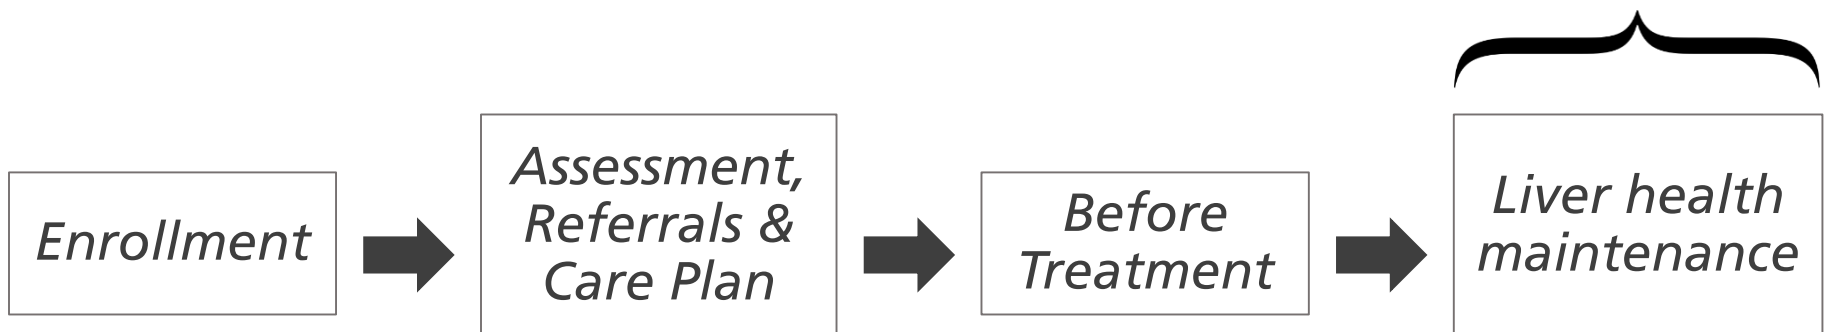 Enrollment
Assessment,
Referrals &
Care Plan
Before
Treatment
Liver health
maintenance